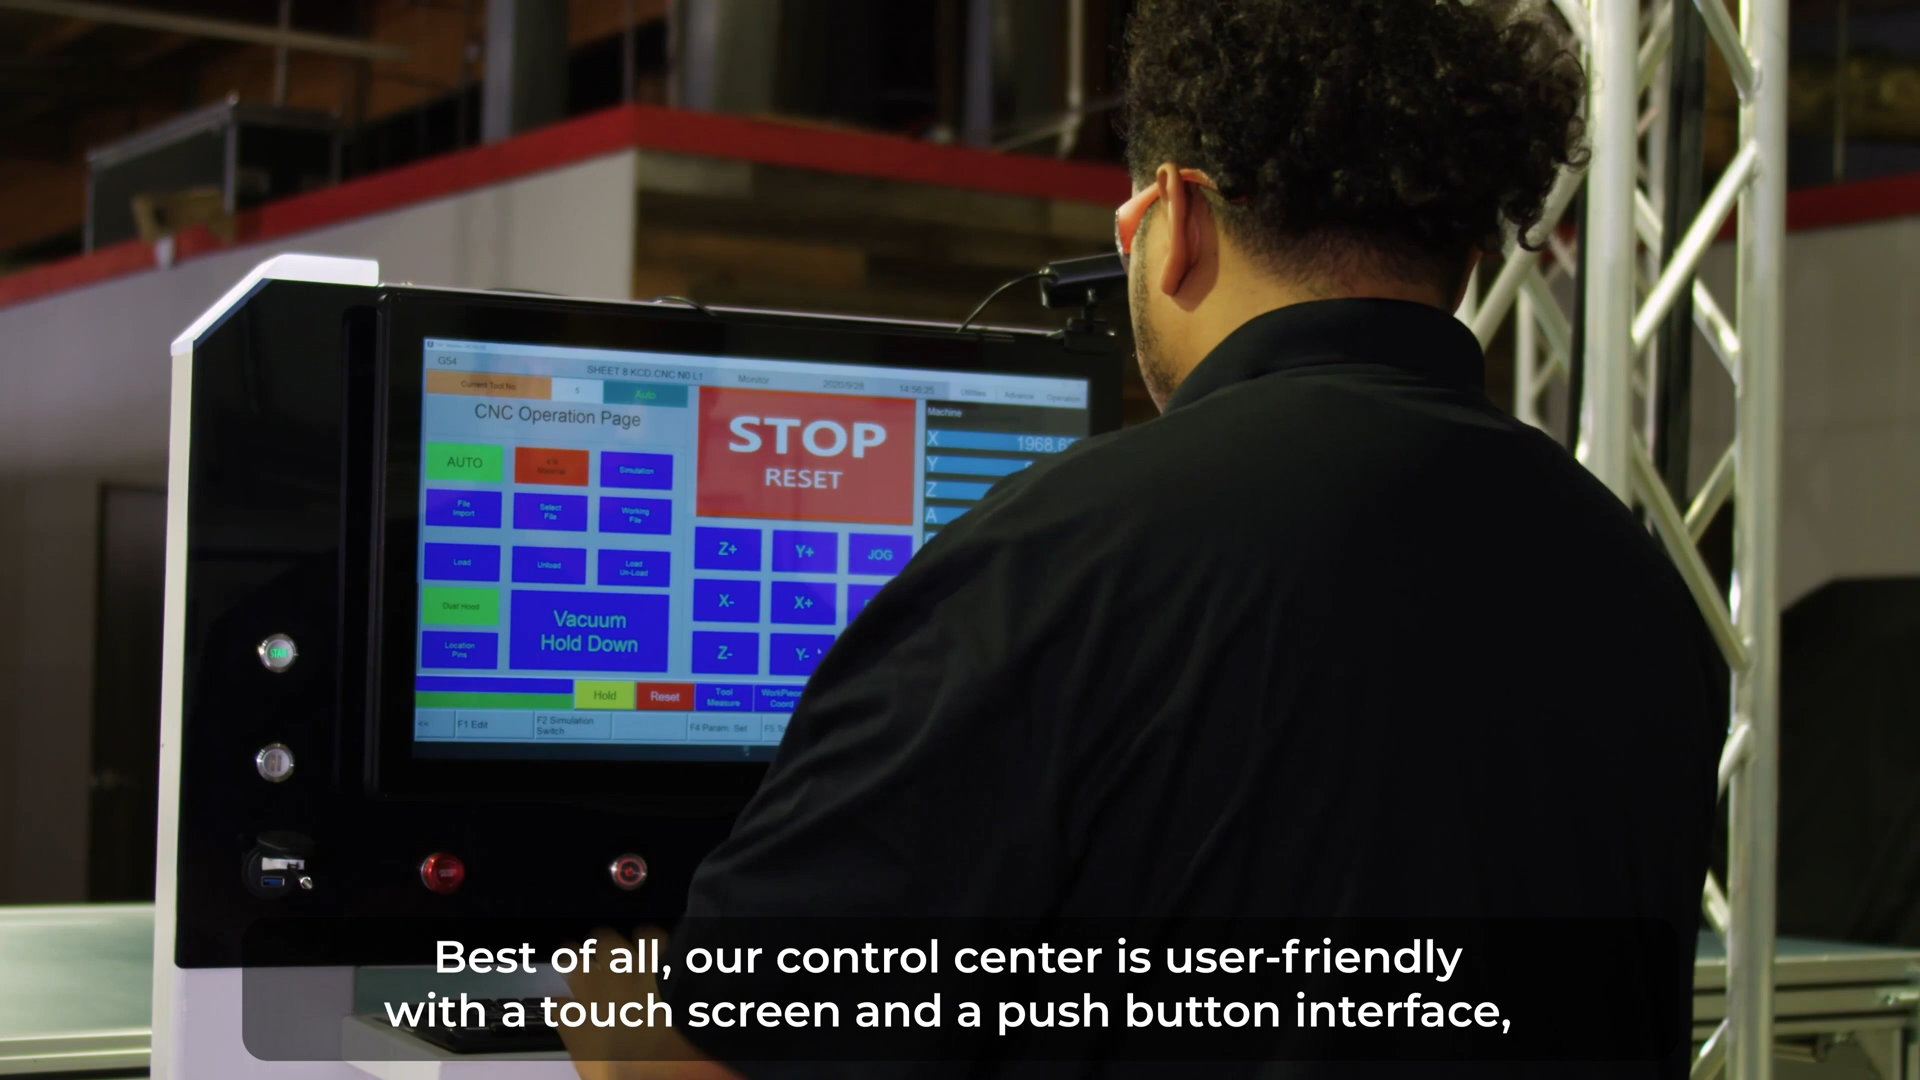 G54
SHEET 8 KCD.CNC N0 L1
Monitor
2020/9/28
14:56:25
Utilities
Advance
Operation
Current Tool No
5
Auto
CNC Operation Page
STOP
RESET
Machine
X
1968.6
Y
Z
A
AUTO
Simulation
File
Import
Select
File
Working
File
Load
Unload
Load
Un-Load
Dust Hood
Location
Pins
Vacuum
Hold Down
Z+
Y+
JOG
X-
X+
Z-
Y-
Hold
Reset
Tool
Measure
WorkPiece
Coord
<<
F1 Edit
F2 Simulation
Switch
F4 Param. Set
START
Best of all, our control center is user-friendly
with a touch screen and a push button interface,